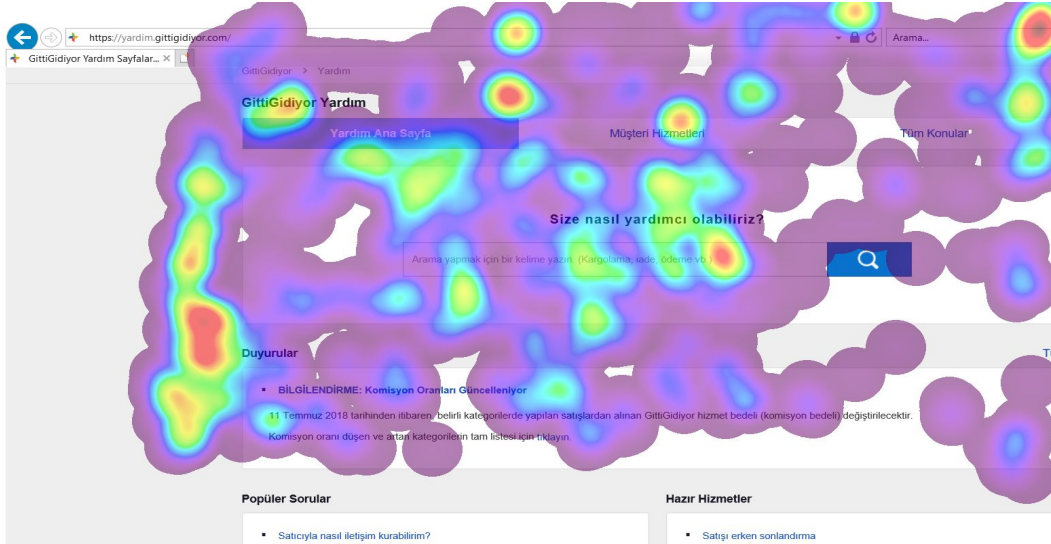 https://yardim.gittigidiyor.com/
Arama...
GittiGidiyor Yardım Sayfalar... ×
GittiGidiyor > Yardım
GittiGidiyor Yardım
Yardım Ana Sayfa Müşteri Hizmetleri Tüm Konular
Size nasıl yardımcı olabiliriz?
Arama yapmak için bir kelime yazın. (Kargolama, iade, ödeme vb.)
Duyurular
▪ BİLGİLENDİRME: Komisyon Oranları Güncelleniyor
11 Temmuz 2018 tarihinden itibaren, belirli kategorilerde yapılan satışlardan alınan GittiGidiyor hizmet bedeli (komisyon bedeli) değiştirilecektir.
Komisyon oranı düşen ve artan kategorilerin tam listesi için tıklayın.
Popüler Sorular Hazır Hizmetler
▪ Satıcıyla nasıl iletişim kurabilirim? ▪ Satışı erken sonlandırma